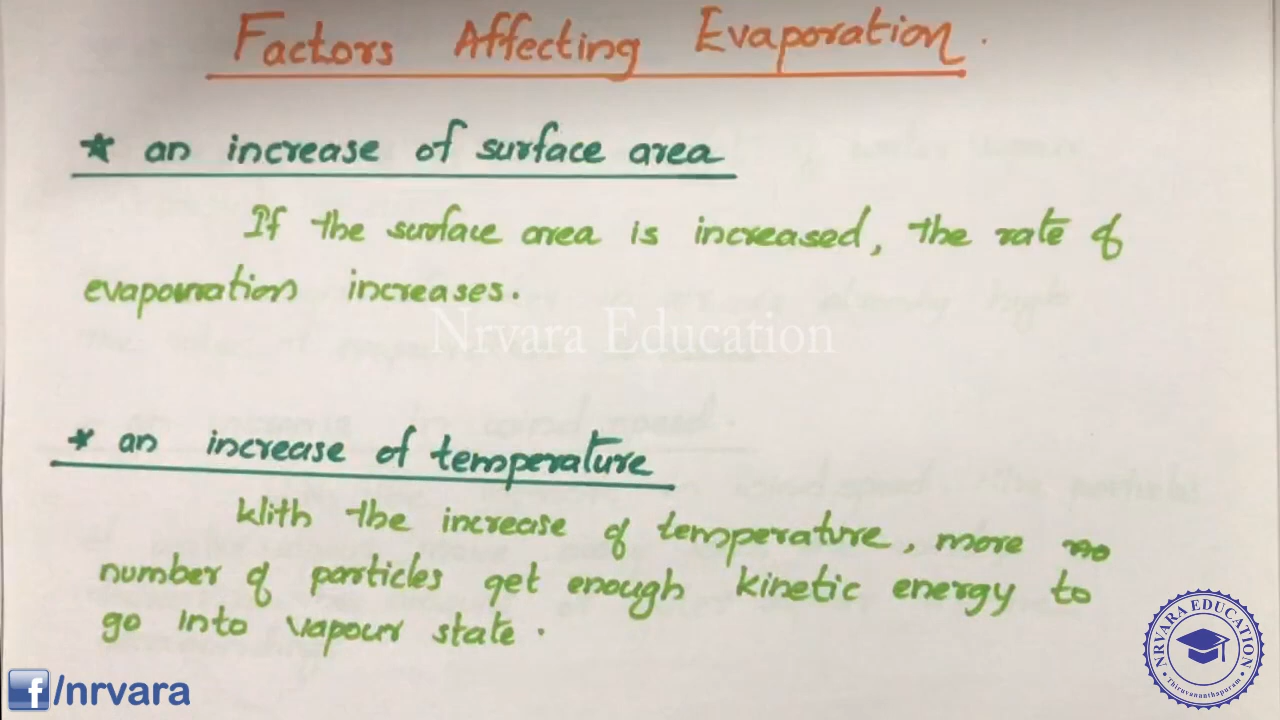 Factors Affecting Evaporation.
* an increase of surface area
If the surface area is increased, the rate of
evapouration increases.
Nrvara Education
* an increase of temperature
With the increase of temperature, more no
number of particles get enough kinetic energy to
go into vapour state.
f/nrvara
NRVARA EDUCATION
Thiruvananthapuram